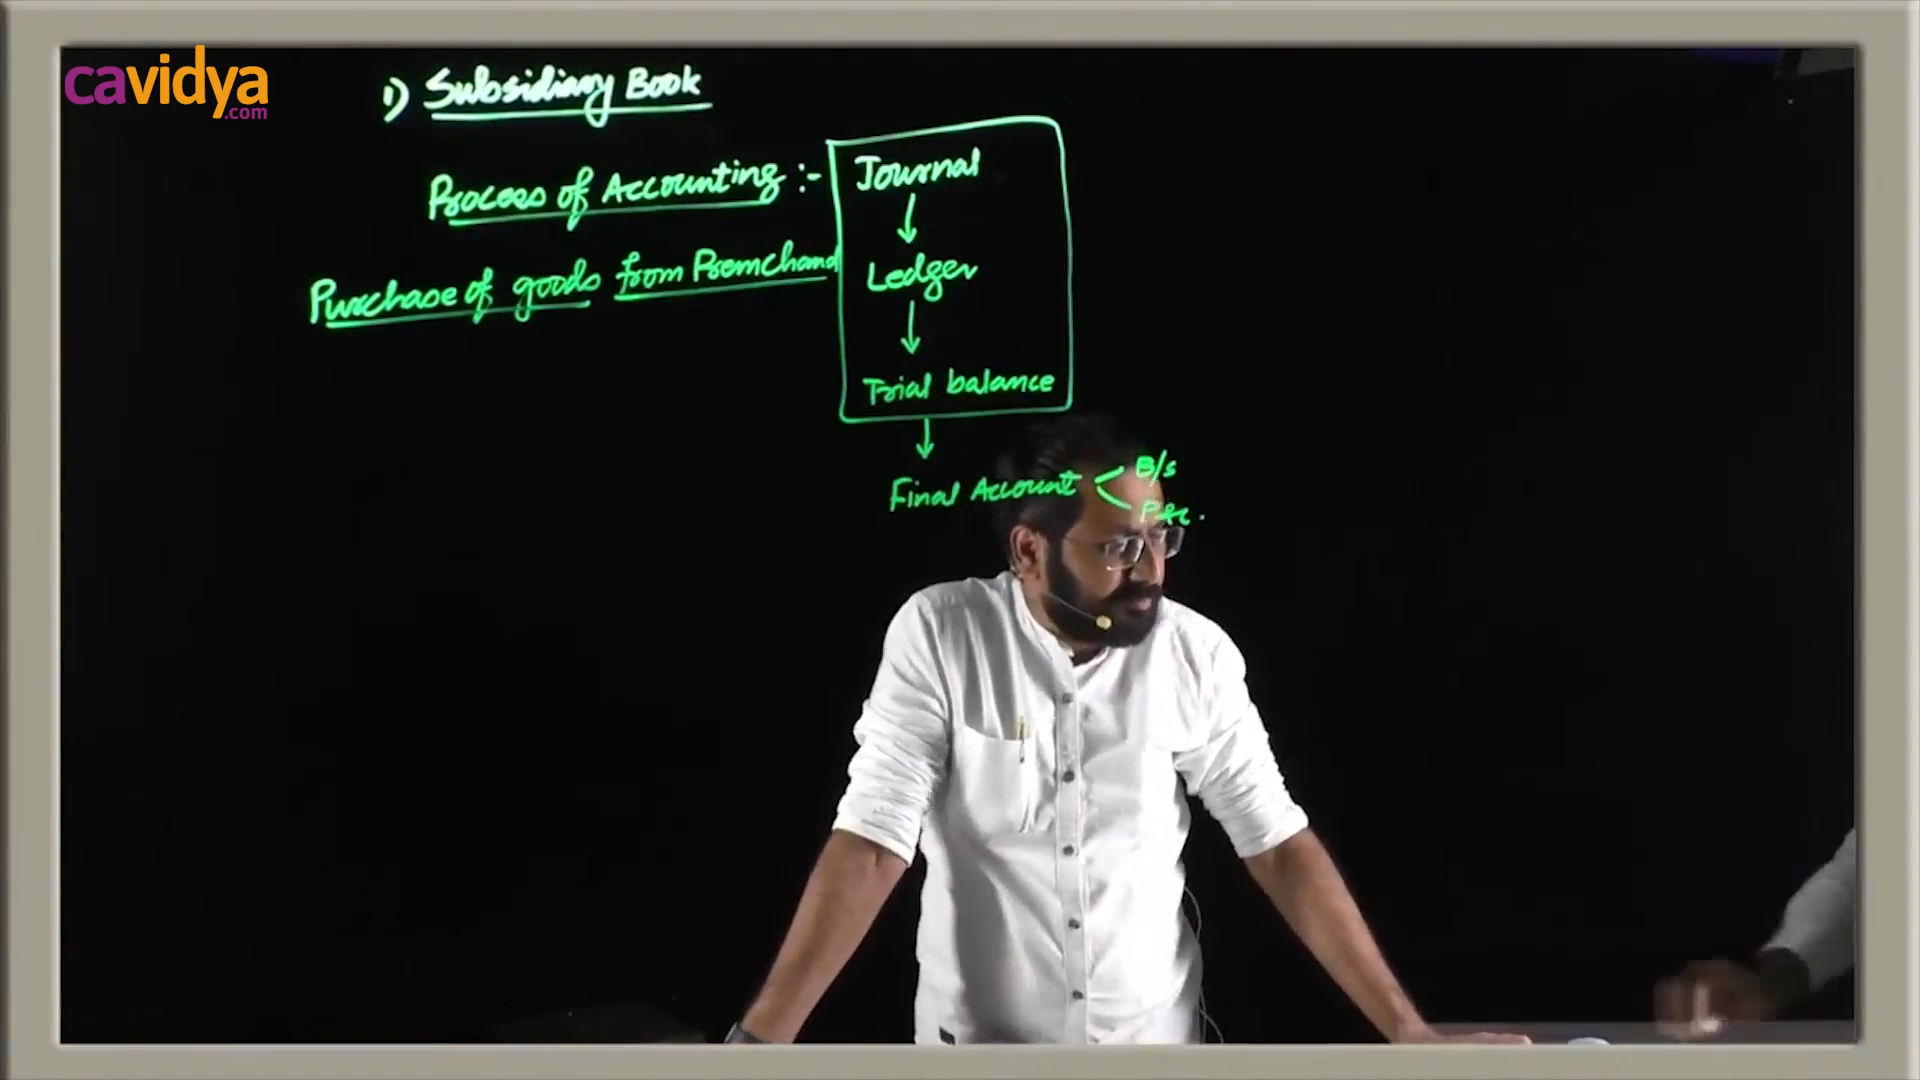 cavidya
.com
1) Subsidiary Book
Process of Accounting :-
Journal
Purchase of goods from Premchand
Ledger
Trial balance
Final Account
B/s
P&L.